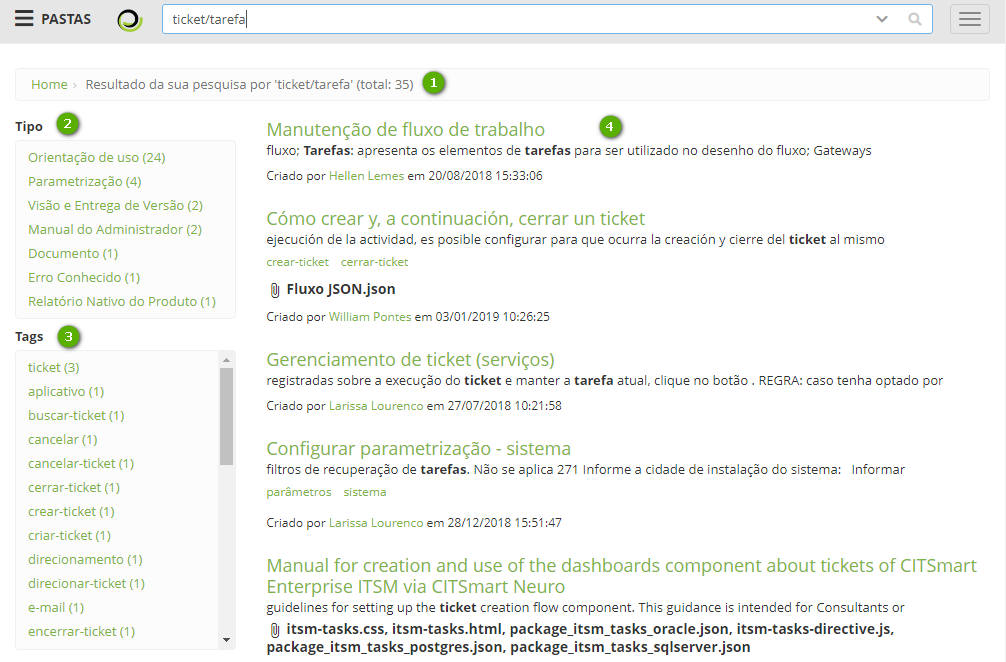 PASTAS
ticket/tarefa
Home › Resultado da sua pesquisa por 'ticket/tarefa' (total: 35) 1
Tipo 2
Orientação de uso (24)
Parametrização (4)
Visão e Entrega de Versão (2)
Manual do Administrador (2)
Documento (1)
Erro Conhecido (1)
Relatório Nativo do Produto (1)
Tags 3
ticket (3)
aplicativo (1)
buscar-ticket (1)
cancelar (1)
cancelar-ticket (1)
cerrar-ticket (1)
crear-ticket (1)
criar-ticket (1)
direcionamento (1)
direcionar-ticket (1)
e-mail (1)
encerrar-ticket (1)
Manutenção de fluxo de trabalho 4
fluxo; Tarefas: apresenta os elementos de tarefas para ser utilizado no desenho do fluxo; Gateways
Criado por Hellen Lemes em 20/08/2018 15:33:06
Cómo crear y, a continuación, cerrar un ticket
ejecución de la actividad, es posible configurar para que ocurra la creación y cierre del ticket al mismo
crear-ticket cerrar-ticket
Fluxo JSON.json
Criado por William Pontes em 03/01/2019 10:26:25
Gerenciamento de ticket (serviços)
registradas sobre a execução do ticket e manter a tarefa atual, clique no botão . REGRA: caso tenha optado por
Criado por Larissa Lourenco em 27/07/2018 10:21:58
Configurar parametrização - sistema
filtros de recuperação de tarefas. Não se aplica 271 Informe a cidade de instalação do sistema: Informar
parâmetros sistema
Criado por Larissa Lourenco em 28/12/2018 15:51:47
Manual for creation and use of the dashboards component about tickets of CITSmart
Enterprise ITSM via CITSmart Neuro
guidelines for setting up the ticket creation flow component. This guidance is intended for Consultants or
itsm-tasks.css, itsm-tasks.html, package_itsm_tasks_oracle.json, itsm-tasks-directive.js,
package_itsm_tasks_postgres.json, package_itsm_tasks_sqlserver.json